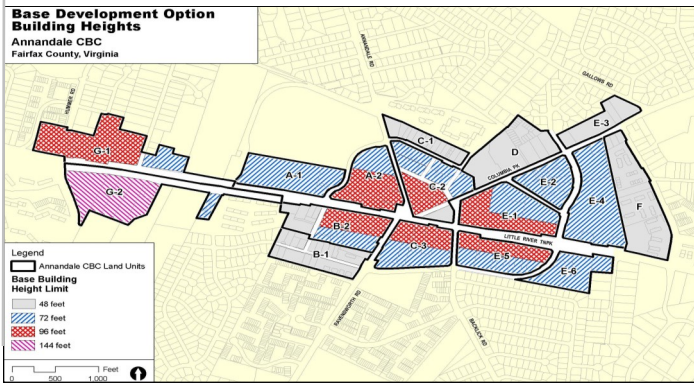 Base Development Option
Building Heights
Annandale CBC
Fairfax County, Virginia
ANNANDALE RD
GALLOWS RD
HUMMER RD
E-3
C-1
D
G-1
COLUMBIA PK
A-1
A-2
C-2
E-2
G-2
E-4
F
E-1
B-2
LITTLE RIVER TNPK
C-3
B-1
E-5
E-6
RAVENSWORTH RD
BACKLICK RD
Legend
Annandale CBC Land Units
Base Building
Height Limit
48 feet
72 feet
96 feet
144 feet
Feet
0 500 1,000